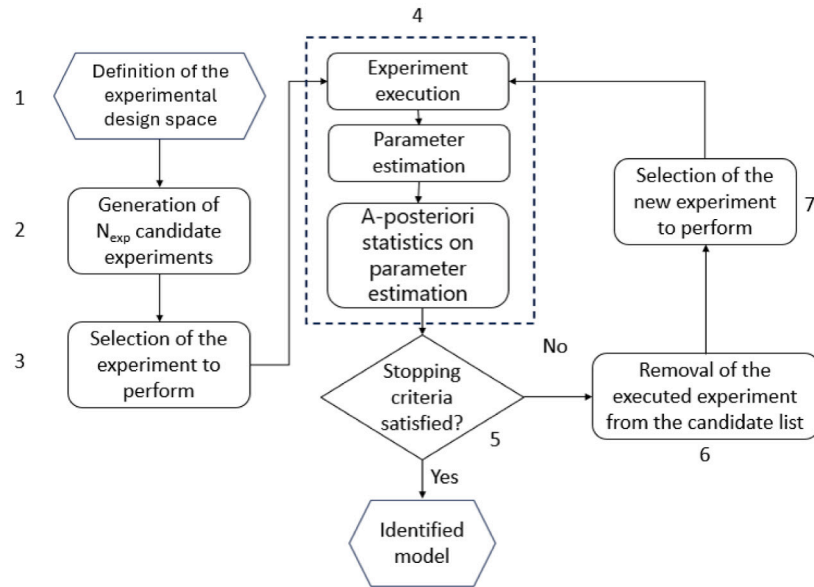 4
1
Definition of the
experimental
design space
2
Generation of
N_exp candidate
experiments
3
Selection of the
experiment to
perform
Experiment
execution
Parameter
estimation
A-posteriori
statistics on
parameter
estimation
Stopping
criteria
satisfied?
5
Yes
Identified
model
No
Removal of the
executed experiment
from the candidate list
6
Selection of the
new experiment
to perform
7